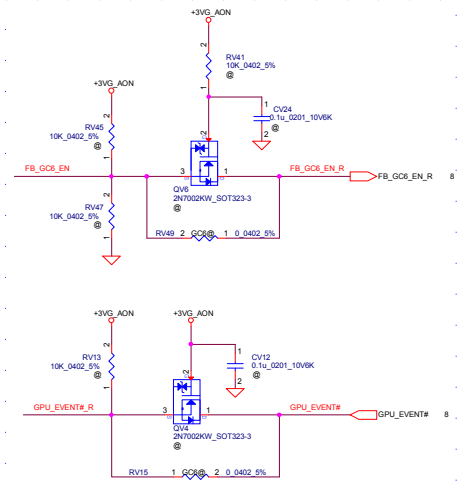 +3VG_AON
2
RV41
10K_0402_5%
@
1
+3VG_AON
1
CV24
0.1u_0201_10V6K
@
2
2
RV45
10K_0402_5%
@
1
2
FB_GC6_EN
3
1
FB_GC6_EN_R
FB_GC6_EN_R
8
QV6
2N7002KW_SOT323-3
@
2
RV47
10K_0402_5%
@
1
RV49
2
GC6@
1
0_0402_5%
+3VG_AON
+3VG_AON
1
CV12
0.1u_0201_10V6K
@
2
2
RV13
10K_0402_5%
@
1
2
GPU_EVENT#_R
3
1
GPU_EVENT#
GPU_EVENT#
8
QV4
2N7002KW_SOT323-3
@
RV15
1
GC6@
2
0_0402_5%